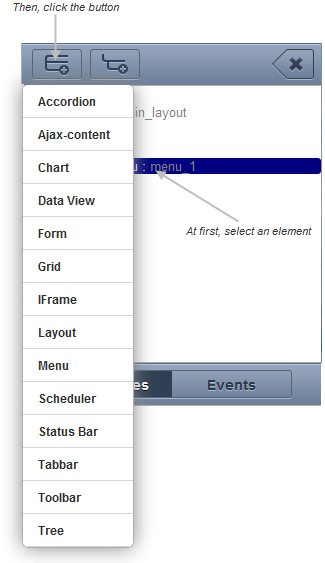 Then, click the button
Accordion
in_layout
Ajax-content
Chart
u : menu_1
Data View
Form
At first, select an element
Grid
IFrame
Layout
Menu
es
Events
Scheduler
Status Bar
Tabbar
Toolbar
Tree